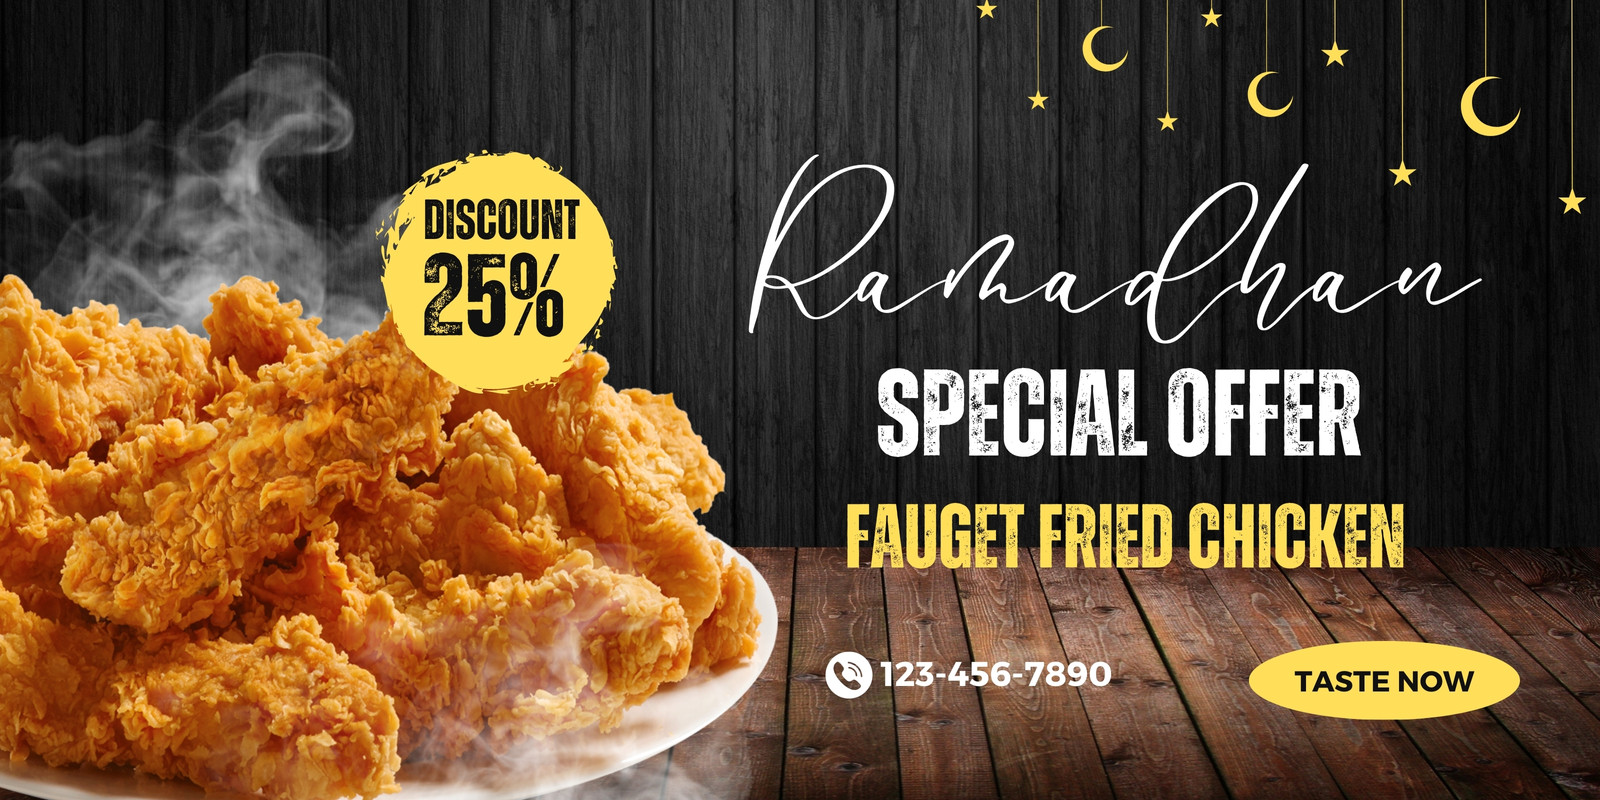 DISCOUNT
25%
Ramadhan
SPECIAL OFFER
FAUGET FRIED CHICKEN
123-456-7890
TASTE NOW